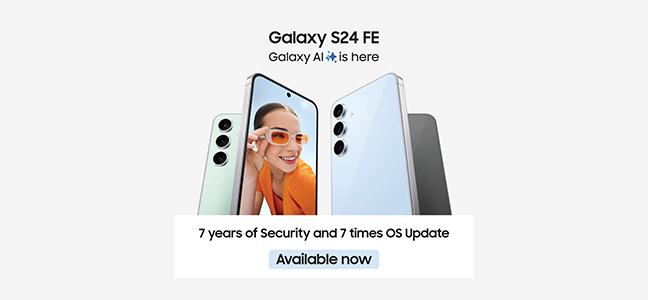 Galaxy S24 FE
Galaxy AI is here
7 years of Security and 7 times OS Update
Available now